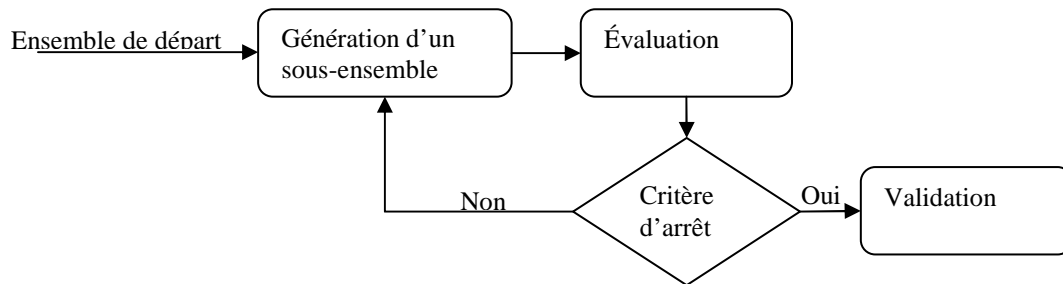 Ensemble de départ
Génération d’un
sous-ensemble
Évaluation
Critère
d’arrêt
Non
Oui
Validation